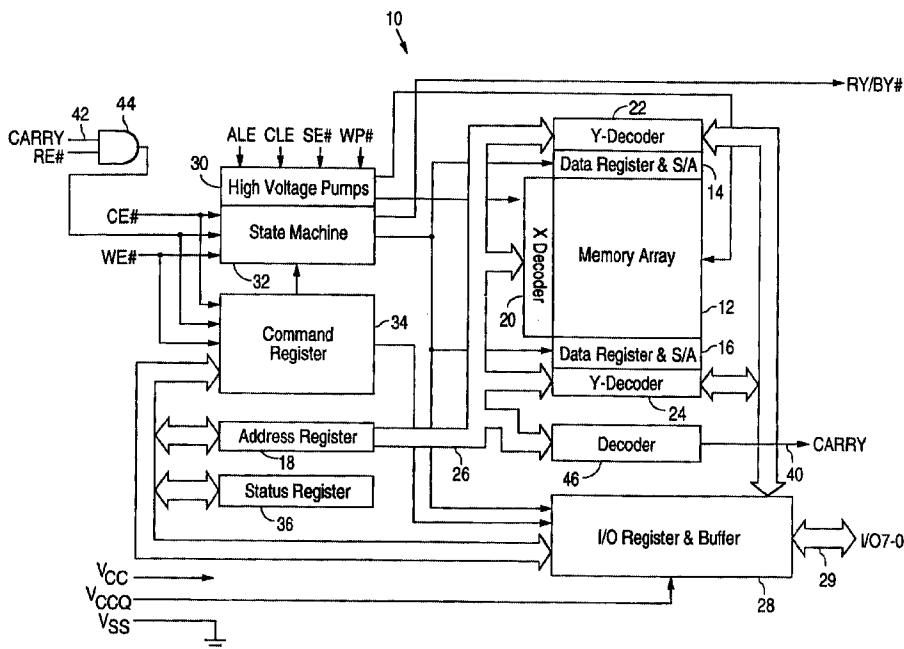 10
RY/BY#
44
42
CARRY
RE#
ALE CLE SE# WP#
22
Y-Decoder
30
High Voltage Pumps
Data Register & S/A
14
CE#
State Machine
X Decoder
Memory Array
WE#
32
20
12
34
Command
Register
Data Register & S/A
16
Y-Decoder
24
Address Register
18
26
Decoder
46
CARRY
40
Status Register
36
I/O Register & Buffer
I/O7-0
29
28
VCC
VCCQ
VSS